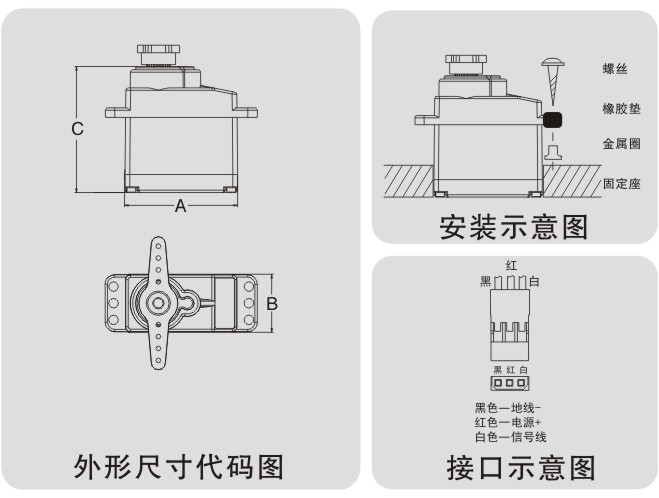 C
A
B
外形尺寸代码图
螺丝
橡胶垫
金属圈
固定座
安装示意图
红
黑 白
黑 红 白
黑色—地线-
红色—电源+
白色—信号线
接口示意图